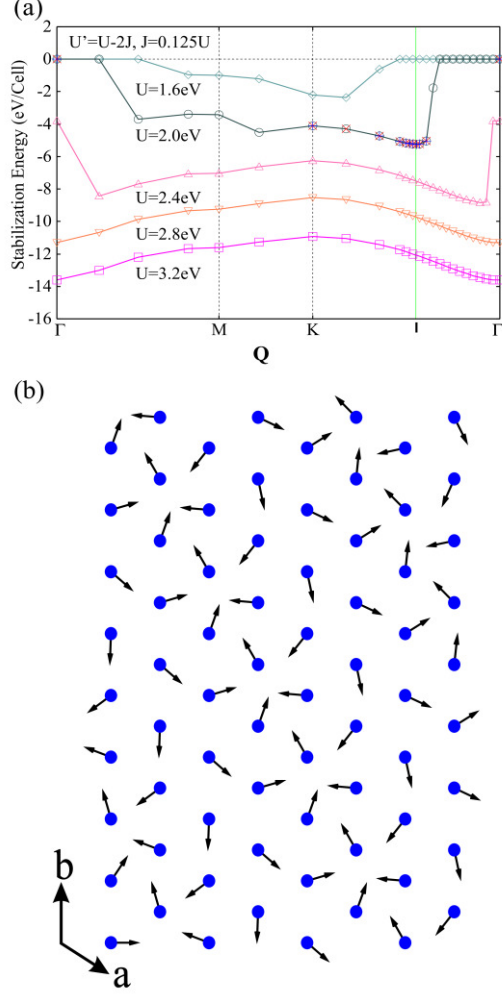 (a)
2
U'=U-2J, J=0.125U
0
U=1.6eV
-2
U=2.0eV
-4
-6
U=2.4eV
-8
U=2.8eV
-10
U=3.2eV
-12
-14
-16
Stabilization Energy (eV/Cell)
Γ M K I Γ
Q
(b)
b
a